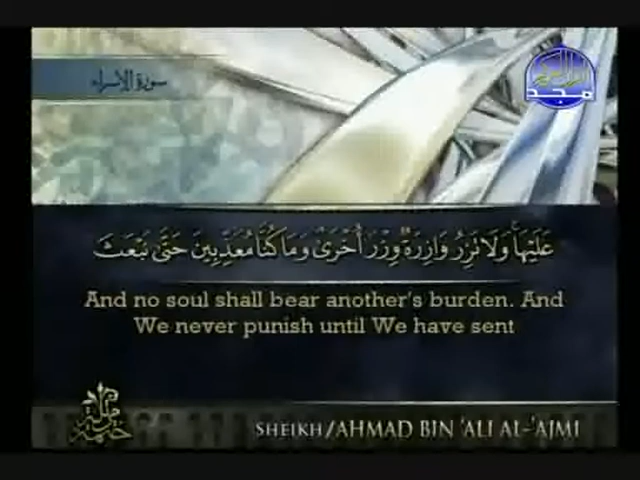 سورة الإسراء
مجد
عَلَيْهَا وَلَا تَزِرُ وَازِرَةٌ وِزْرَ أُخْرَىٰ وَمَا كُنَّا مُعَذِّبِينَ حَتَّىٰ نَبْعَثَ
And no soul shall bear another's burden. And
We never punish until We have sent
SHEIKH/AHMAD BIN 'ALI AL-'AJMI